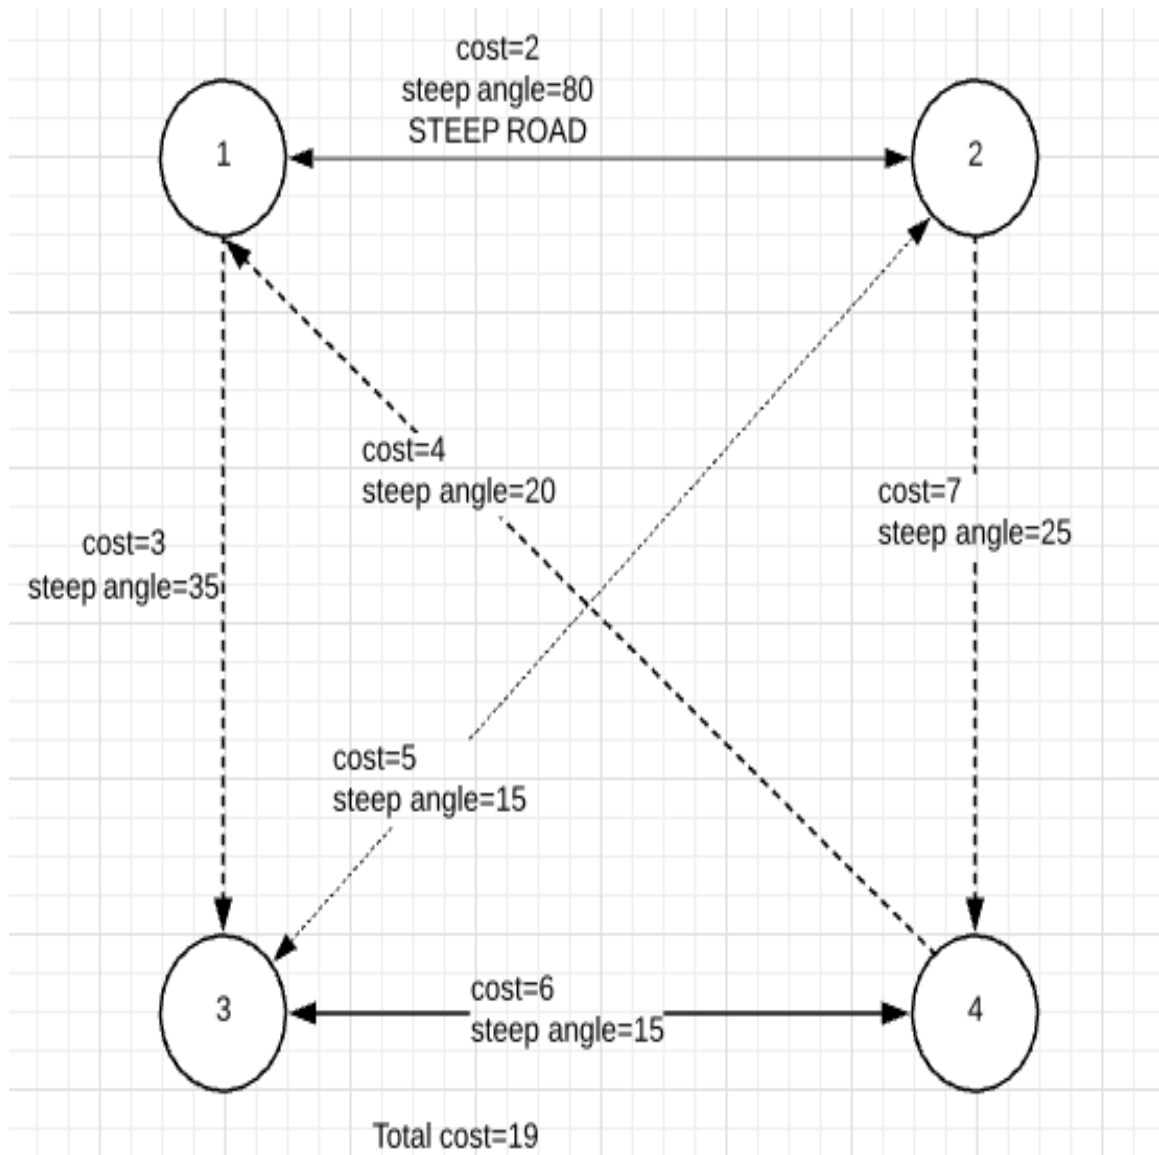 cost=2
steep angle=80
STEEP ROAD
1
2
cost=4
steep angle=20
cost=7
steep angle=25
cost=3
steep angle=35
cost=5
steep angle=15
3
cost=6
steep angle=15
4
Total cost=19